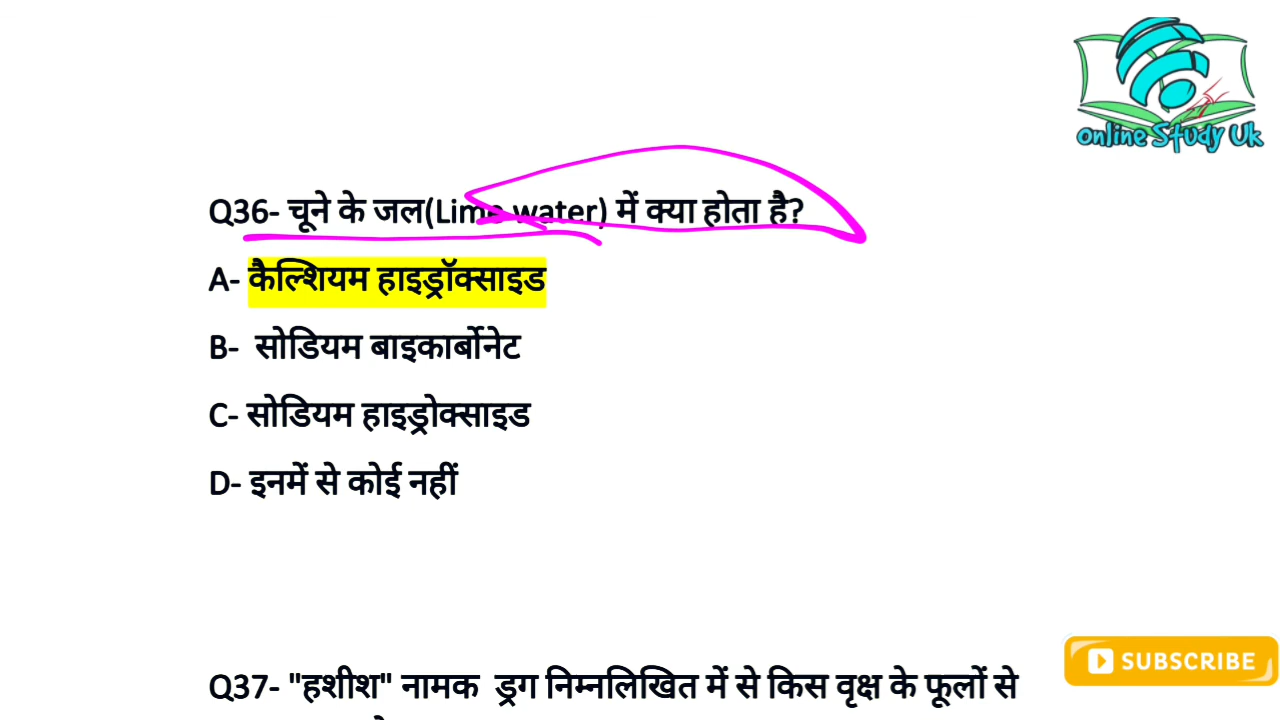 Online Study Uk
Q36- चूने के जल(Lime water) में क्या होता है?
A- कैल्शियम हाइड्रॉक्साइड
B- सोडियम बाइकार्बोनेट
C- सोडियम हाइड्रोक्साइड
D- इनमें से कोई नहीं
SUBSCRIBE
Q37- "हशीश" नामक ड्रग निम्नलिखित में से किस वृक्ष के फूलों से